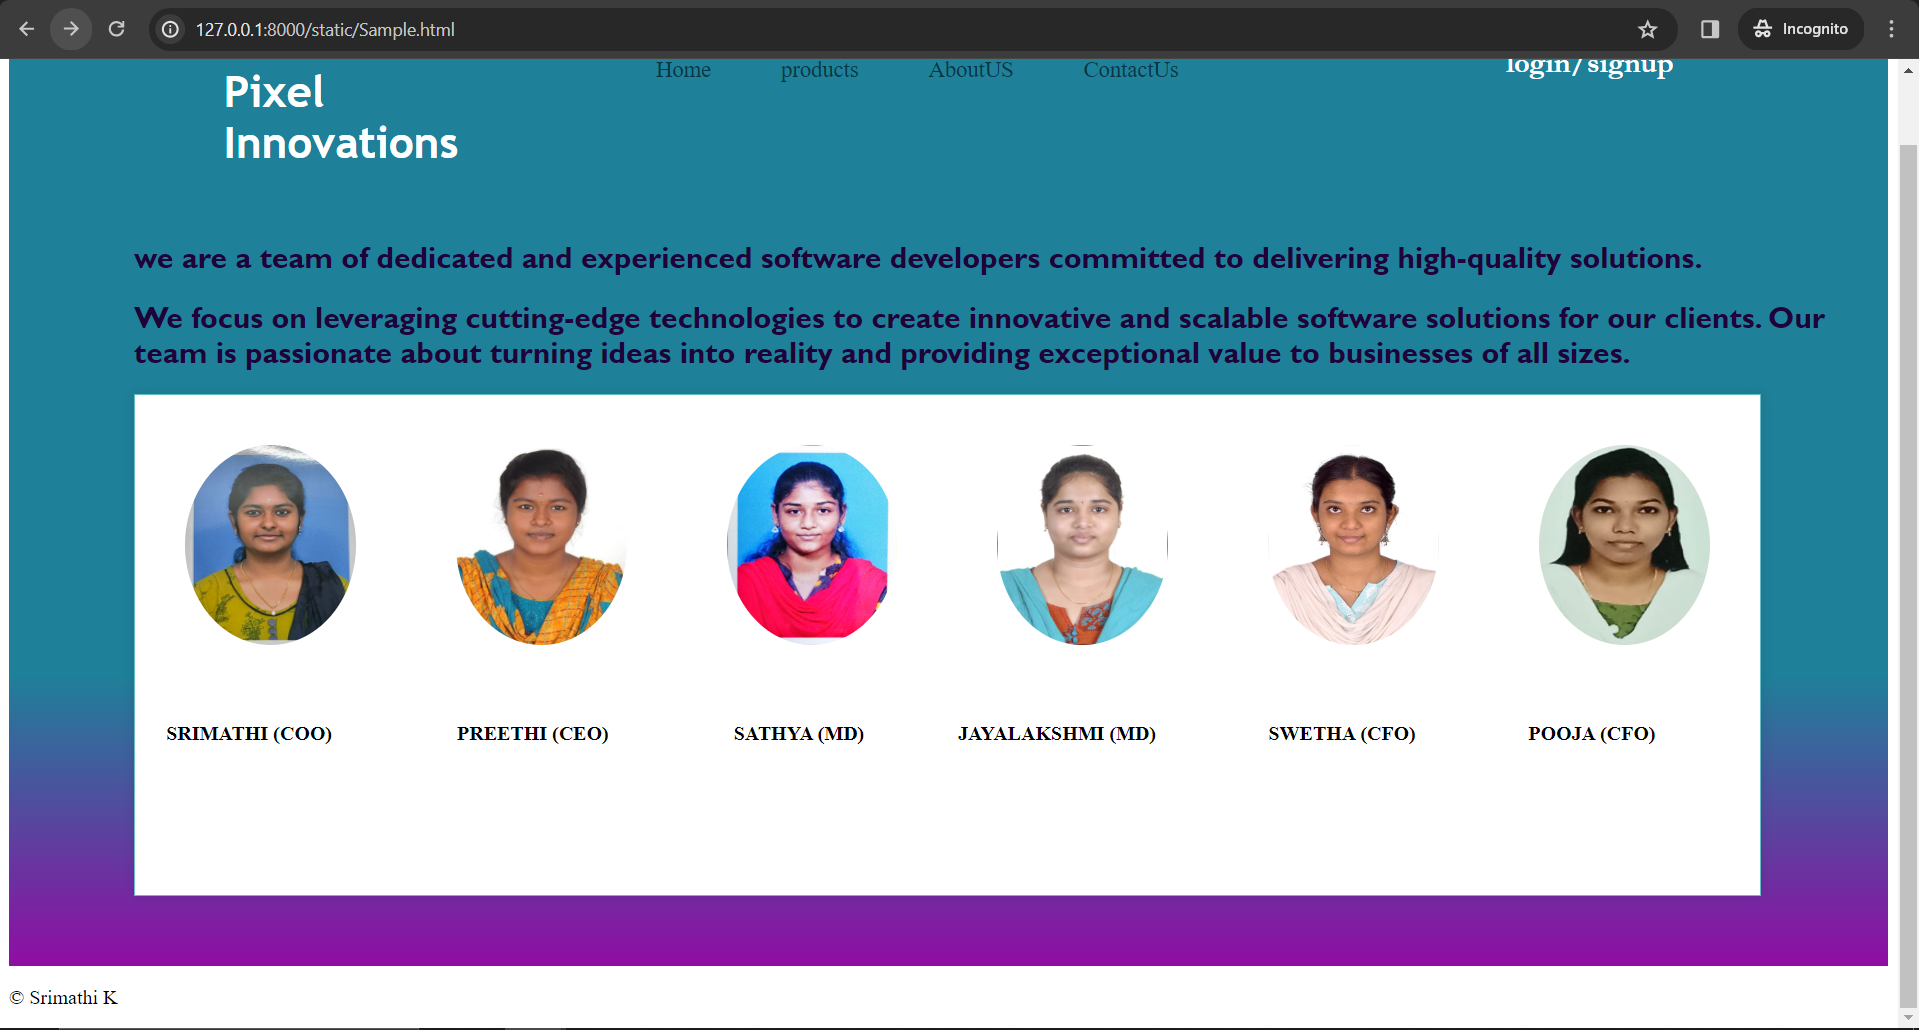 127.0.0.1:8000/static/Sample.html
Incognito
Home products AboutUS ContactUs login/signup
Pixel
Innovations
we are a team of dedicated and experienced software developers committed to delivering high-quality solutions.
We focus on leveraging cutting-edge technologies to create innovative and scalable software solutions for our clients. Our
team is passionate about turning ideas into reality and providing exceptional value to businesses of all sizes.
SRIMATHI (COO) PREETHI (CEO) SATHYA (MD) JAYALAKSHMI (MD) SWETHA (CFO) POOJA (CFO)
© Srimathi K